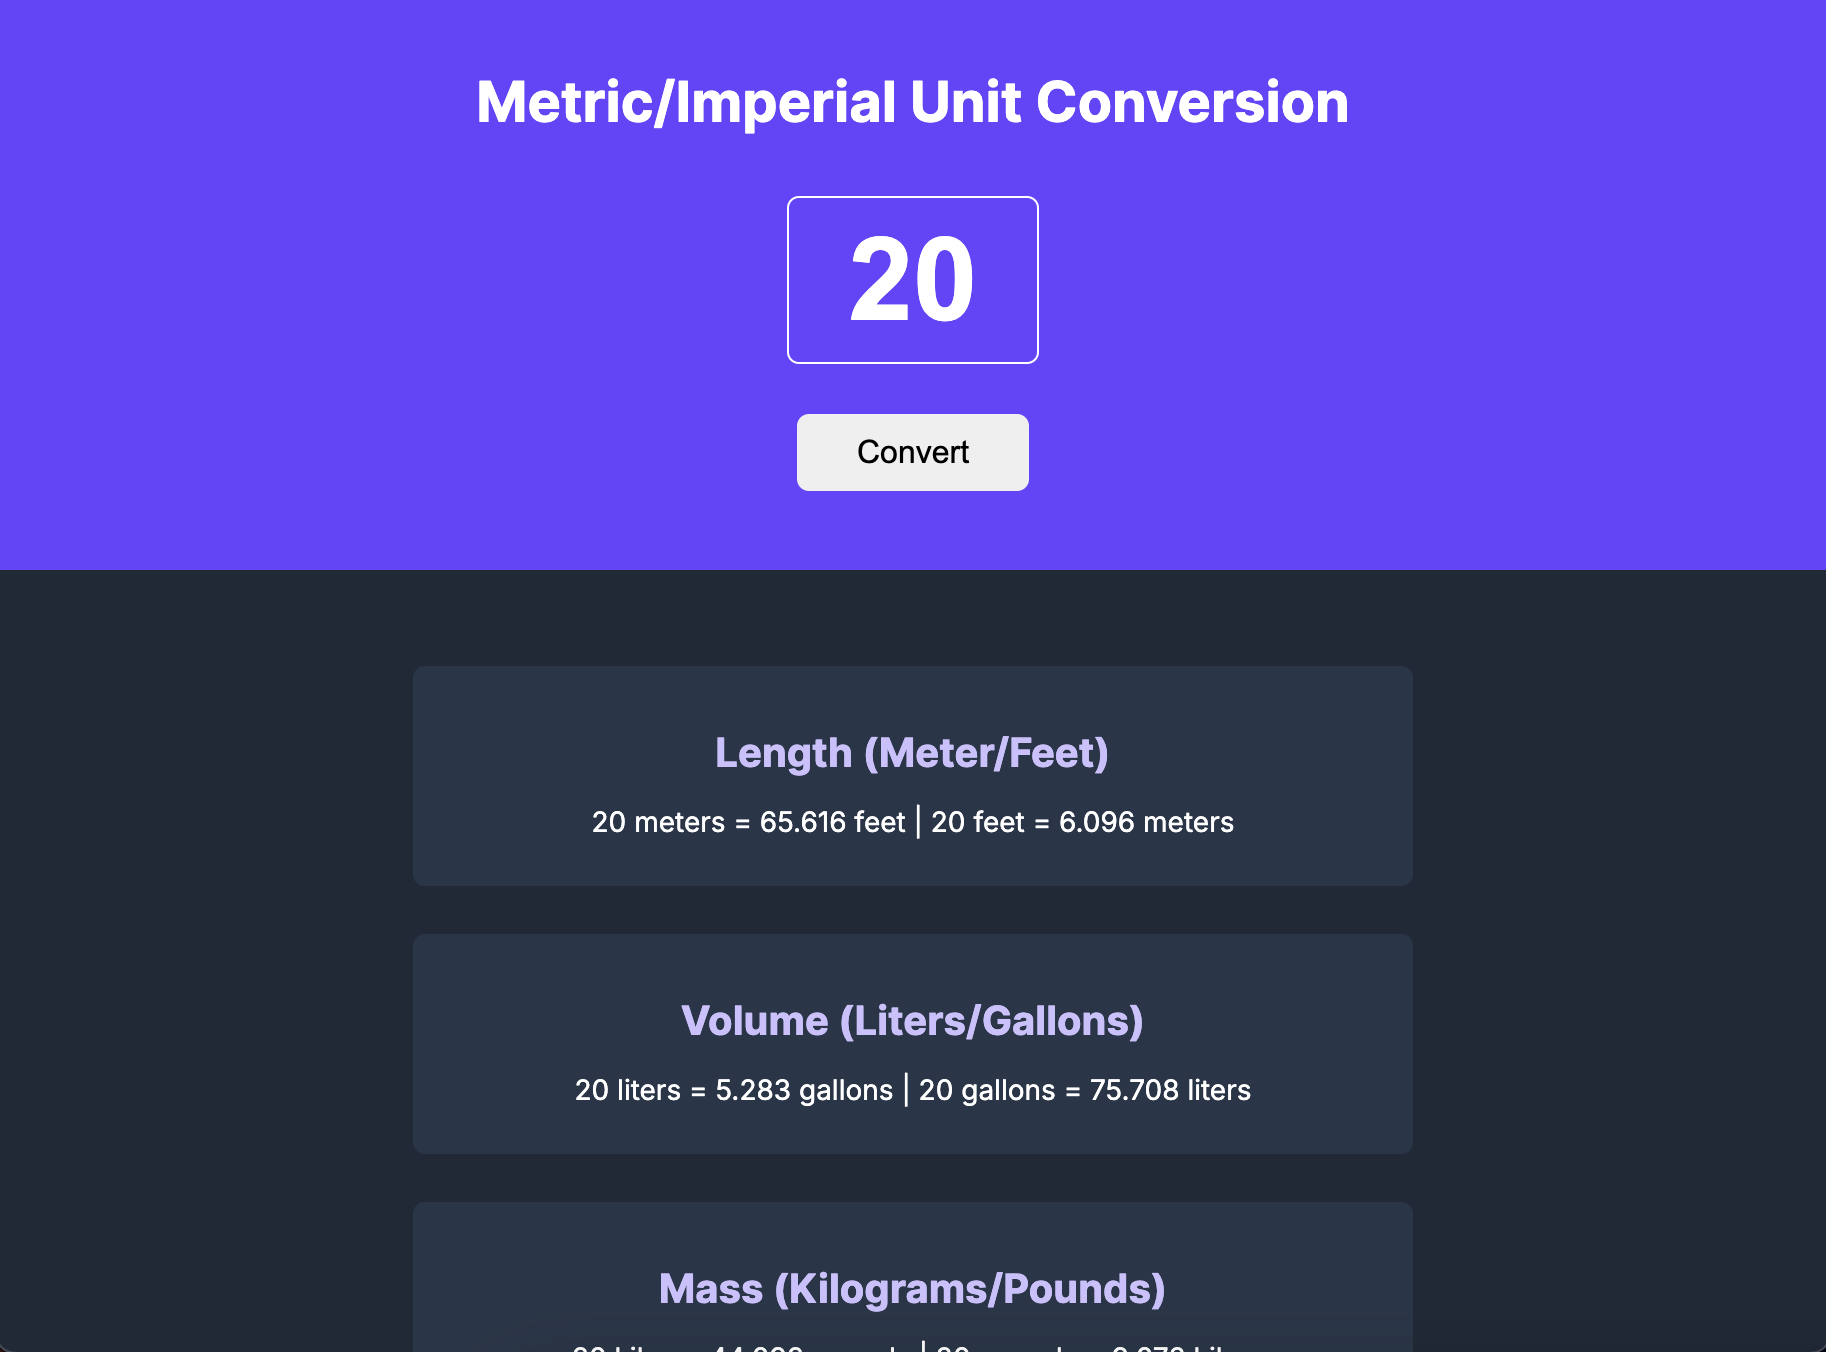 Metric/Imperial Unit Conversion
20
Convert
Length (Meter/Feet)
20 meters = 65.616 feet | 20 feet = 6.096 meters
Volume (Liters/Gallons)
20 liters = 5.283 gallons | 20 gallons = 75.708 liters
Mass (Kilograms/Pounds)